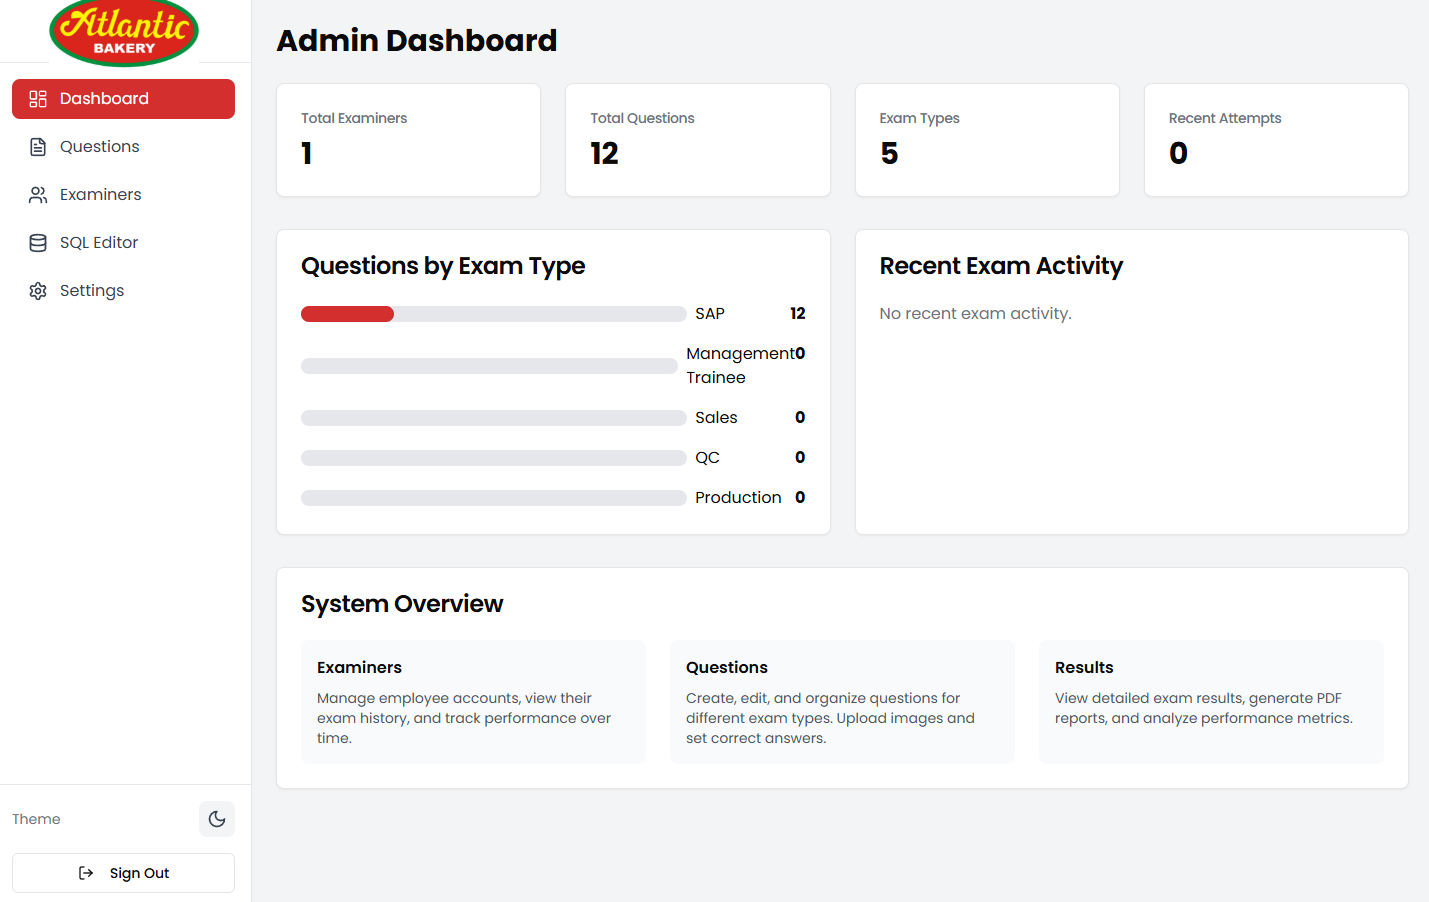 Atlantic
BAKERY
Dashboard
Questions
Examiners
SQL Editor
Settings
Theme
Sign Out
Admin Dashboard
Total Examiners
1
Total Questions
12
Exam Types
5
Recent Attempts
0
Questions by Exam Type
SAP 12
Management 0
Trainee
Sales 0
QC 0
Production 0
Recent Exam Activity
No recent exam activity.
System Overview
Examiners
Manage employee accounts, view their
exam history, and track performance over
time.
Questions
Create, edit, and organize questions for
different exam types. Upload images and
set correct answers.
Results
View detailed exam results, generate PDF
reports, and analyze performance metrics.